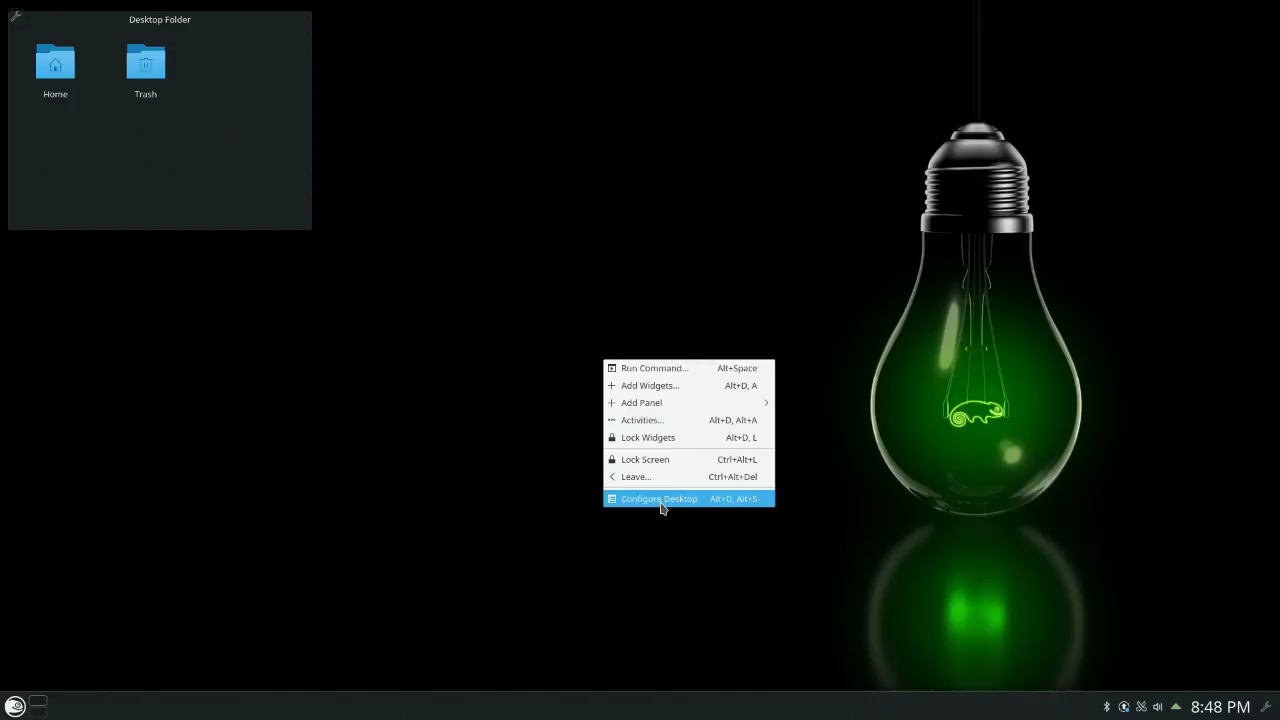 Desktop Folder
Home
Trash
Run Command... Alt+Space
Add Widgets... Alt+D, A
Add Panel
Activities... Alt+D, Alt+A
Lock Widgets Alt+D, L
Lock Screen Ctrl+Alt+L
Leave... Ctrl+Alt+Del
Configure Desktop Alt+D, Alt+S
8:48 PM